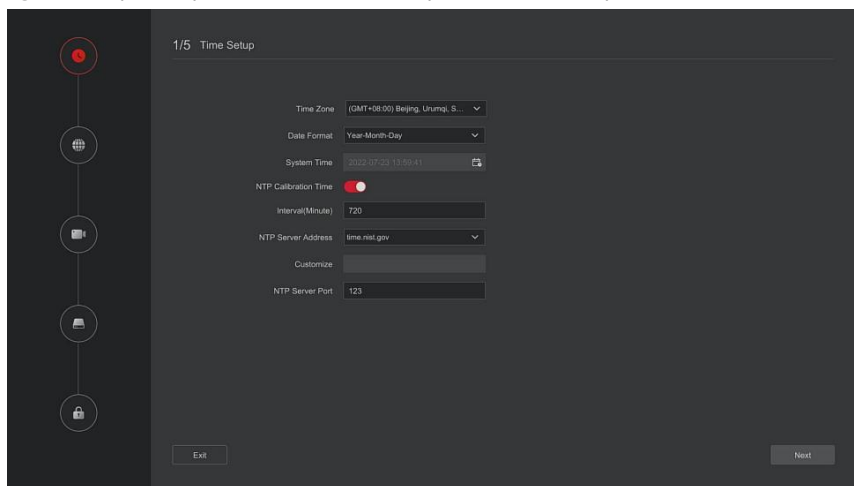 1/5 Time Setup
Time Zone (GMT+08:00) Beijing, Urumqi, S...
Date Format Year-Month-Day
System Time 2022-07-23 13:59:41
NTP Calibration Time
Interval(Minute) 720
NTP Server Address time.nist.gov
Customize
NTP Server Port 123
Exit Next